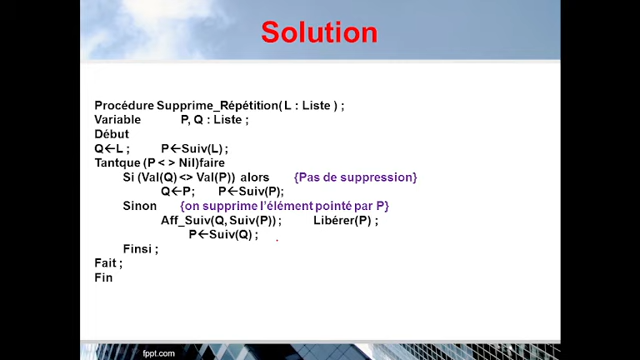 Solution
Procédure Supprime_Répétition( L : Liste ) ;
Variable P, Q : Liste ;
Début
Q←L ; P←Suiv(L) ;
Tantque (P < > Nil)faire
Si (Val(Q) <> Val(P)) alors {Pas de suppression}
Q←P; P←Suiv(P);
Sinon {on supprime l'élément pointé par P}
Aff_Suiv(Q, Suiv(P)) ; Libérer(P) ;
P←Suiv(Q) ;
Finsi ;
Fait ;
Fin
fppt.com